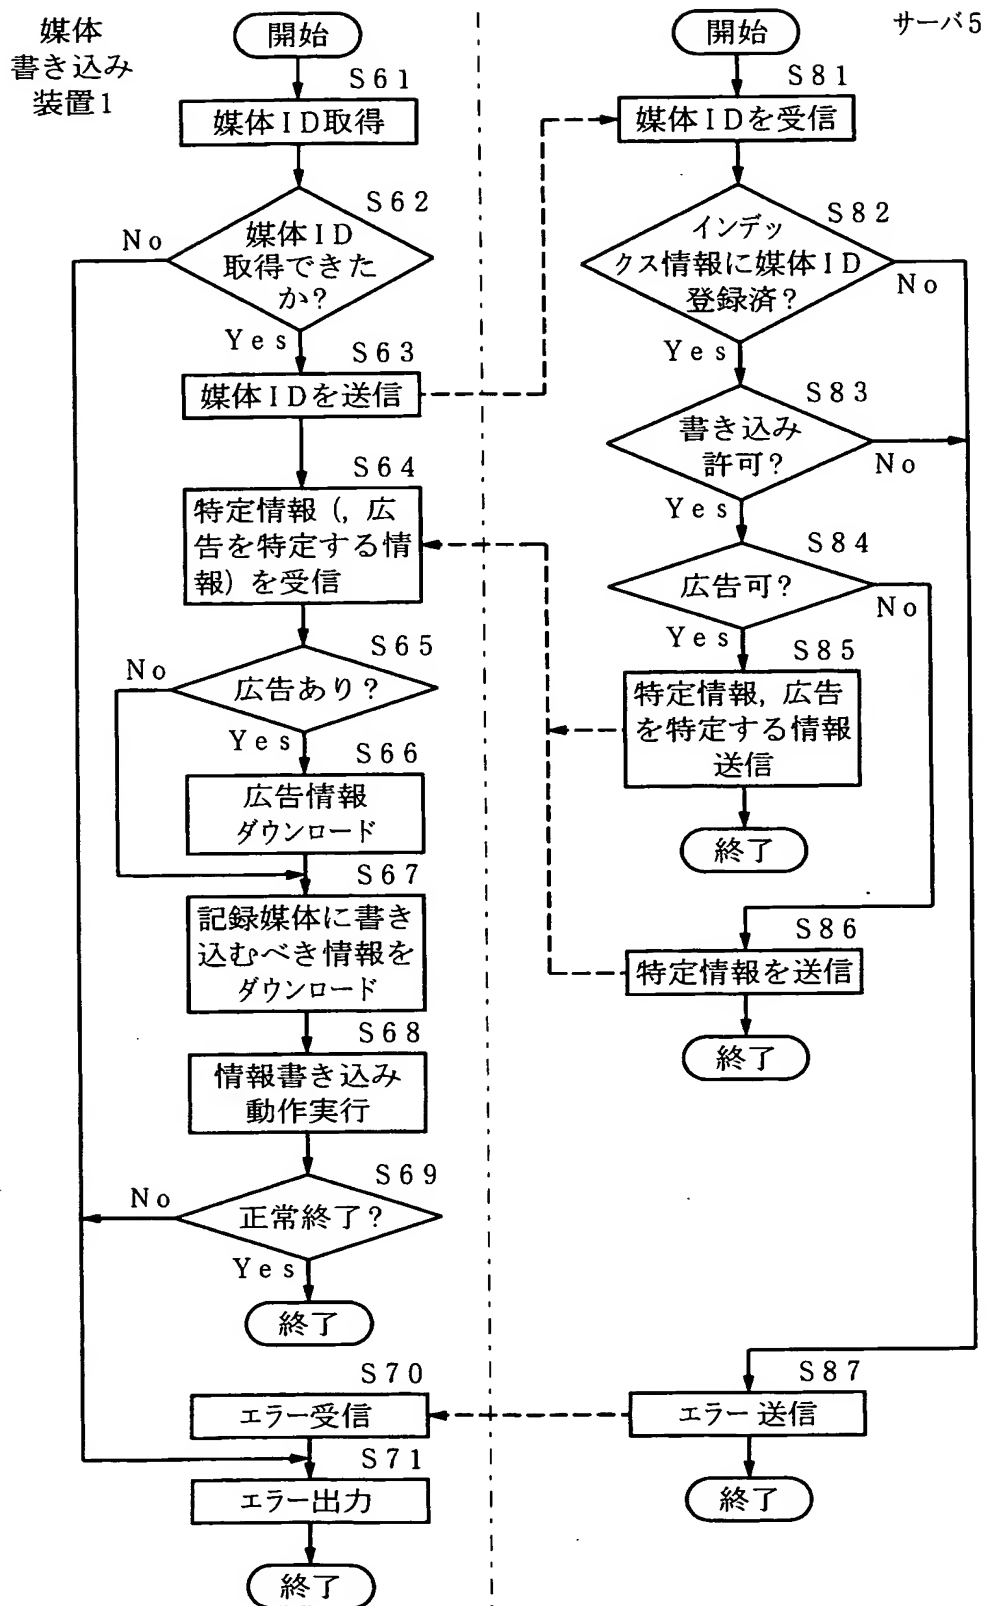 媒体
書き込み
装置1
開始
S61
媒体ID取得
S62
媒体ID
取得できた
か?
No
Yes
S63
媒体IDを送信
S64
特定情報(,広
告を特定する情
報)を受信
S65
広告あり?
No
Yes
S66
広告情報
ダウンロード
S67
記録媒体に書き
込むべき情報を
ダウンロード
S68
情報書き込み
動作実行
S69
正常終了?
No
Yes
終了
S70
エラー受信
S71
エラー出力
終了
サーバ5
開始
S81
媒体IDを受信
S82
インデッ
クス情報に媒体ID
登録済?
No
Yes
S83
書き込み
許可?
No
Yes
S84
広告可?
No
Yes
S85
特定情報,広告
を特定する情報
送信
終了
S86
特定情報を送信
終了
S87
エラー送信
終了